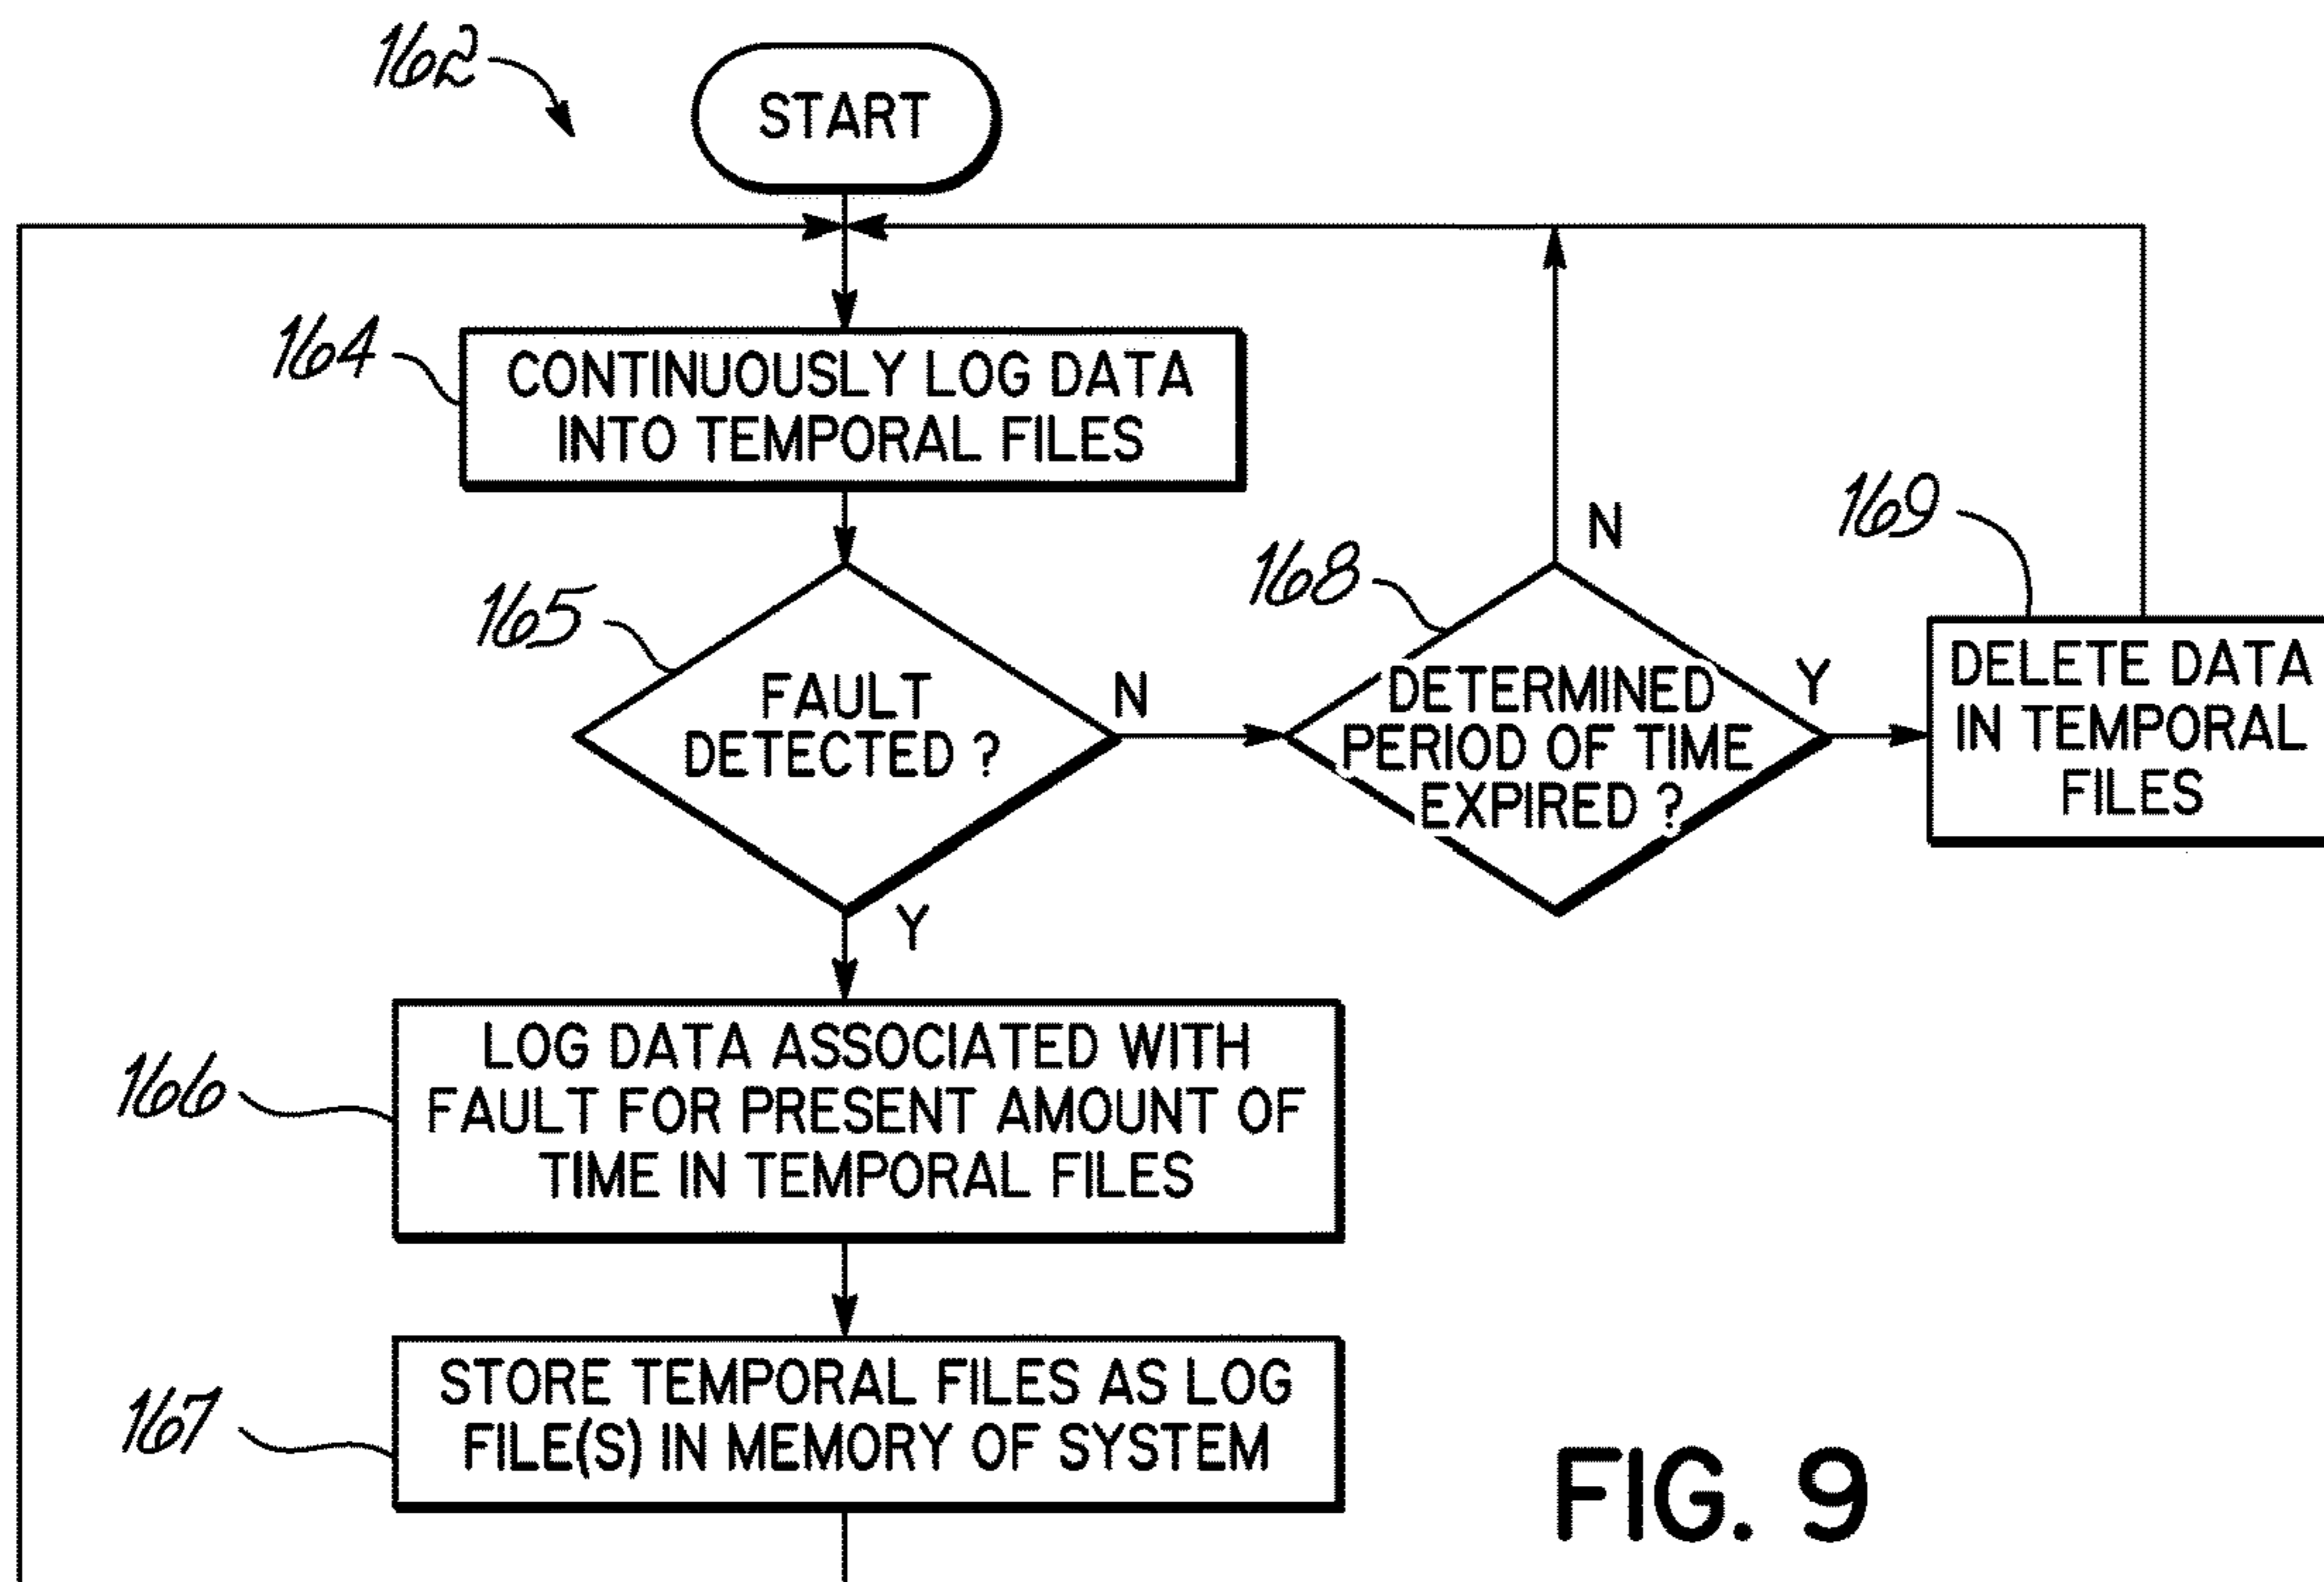 162
START
164
CONTINUOUSLY LOG DATA
INTO TEMPORAL FILES
165
FAULT
DETECTED ?
N
168
DETERMINED
PERIOD OF TIME
EXPIRED ?
N
Y
169
DELETE DATA
IN TEMPORAL
FILES
Y
166
LOG DATA ASSOCIATED WITH
FAULT FOR PRESENT AMOUNT OF
TIME IN TEMPORAL FILES
167
STORE TEMPORAL FILES AS LOG
FILE(S) IN MEMORY OF SYSTEM
FIG. 9